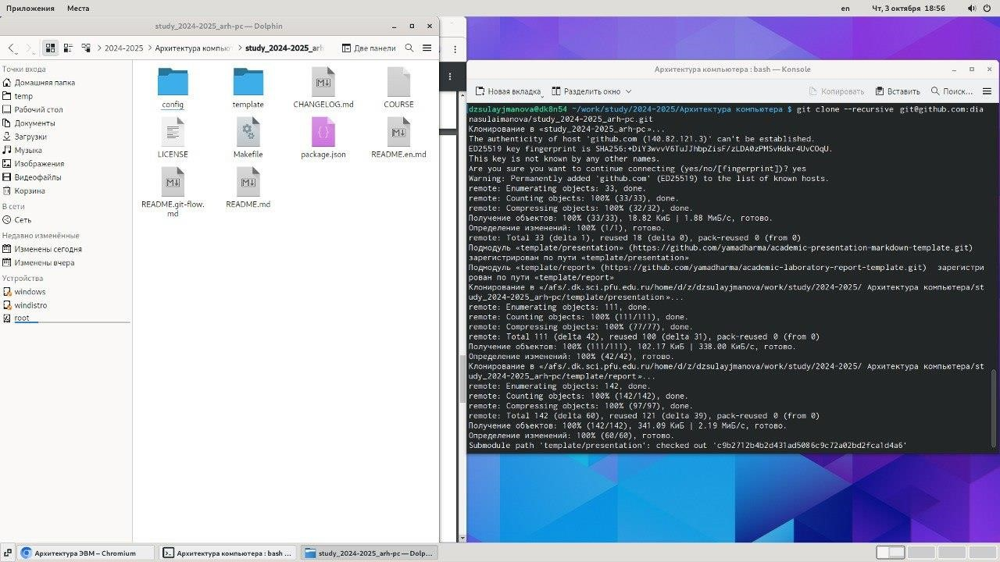 Приложения Места
en Чт, 3 октября 18:56
study_2024-2025_arh-pc — Dolphin
2024-2025 Архитектура компьют study_2024-2025_arh Две панели
Точки входа
Домашняя папка
temp
Рабочий стол
Документы
Загрузки
Музыка
Изображения
Видеофайлы
Корзина
В сети
Сеть
Недавно изменённые
Изменены сегодня
Изменены вчера
Устройства
windows
windistro
root
config template CHANGELOG.md COURSE
LICENSE Makefile package.json README.en.md
README.git-flow.md README.md
Архитектура компьютера : bash — Konsole
Новая вкладка Разделить окно Копировать Вставить Поиск...
dzsulayjmanova@dk8n54 ~/work/study/2024-2025/Архитектура компьютера $ git clone --recursive git@github.com:dia
nasulaimanova/study_2024-2025_arh-pc.git
Клонирование в «study_2024-2025_arh-pc»...
The authenticity of host 'github.com (140.82.121.3)' can't be established.
ED25519 key fingerprint is SHA256:+DiY3wvvV6TuJJhbpZisF/zLDA0zPMSvHdkr4UvCOqU.
This key is not known by any other names.
Are you sure you want to continue connecting (yes/no/[fingerprint])? yes
Warning: Permanently added 'github.com' (ED25519) to the list of known hosts.
remote: Enumerating objects: 33, done.
remote: Counting objects: 100% (33/33), done.
remote: Compressing objects: 100% (32/32), done.
Получение объектов: 100% (33/33), 18.82 КиБ | 1.88 МиБ/с, готово.
Определение изменений: 100% (1/1), готово.
remote: Total 33 (delta 1), reused 18 (delta 0), pack-reused 0 (from 0)
Подмодуль «template/presentation» (https://github.com/yamadharma/academic-presentation-markdown-template.git)
зарегистрирован по пути «template/presentation»
Подмодуль «template/report» (https://github.com/yamadharma/academic-laboratory-report-template.git) зарегистри
рован по пути «template/report»
Клонирование в «/afs/.dk.sci.pfu.edu.ru/home/d/z/dzsulayjmanova/work/study/2024-2025/ Архитектура компьютера/st
udy_2024-2025_arh-pc/template/presentation»...
remote: Enumerating objects: 111, done.
remote: Counting objects: 100% (111/111), done.
remote: Compressing objects: 100% (77/77), done.
remote: Total 111 (delta 42), reused 100 (delta 31), pack-reused 0 (from 0)
Получение объектов: 100% (111/111), 102.17 КиБ | 338.00 КиБ/с, готово.
Определение изменений: 100% (42/42), готово.
Клонирование в «/afs/.dk.sci.pfu.edu.ru/home/d/z/dzsulayjmanova/work/study/2024-2025/ Архитектура компьютера/st
udy_2024-2025_arh-pc/template/report»...
remote: Enumerating objects: 142, done.
remote: Counting objects: 100% (142/142), done.
remote: Compressing objects: 100% (97/97), done.
remote: Total 142 (delta 60), reused 121 (delta 39), pack-reused 0 (from 0)
Получение объектов: 100% (142/142), 341.09 КиБ | 2.19 МиБ/с, готово.
Определение изменений: 100% (60/60), готово.
Submodule path 'template/presentation': checked out 'c9b2712b4b2d431ad5086c9c72a02bd2fca1d4a6'
Архитектура ЭВМ – Chromium Архитектура компьютера : bash ... study_2024-2025_arh-pc — Dolp...